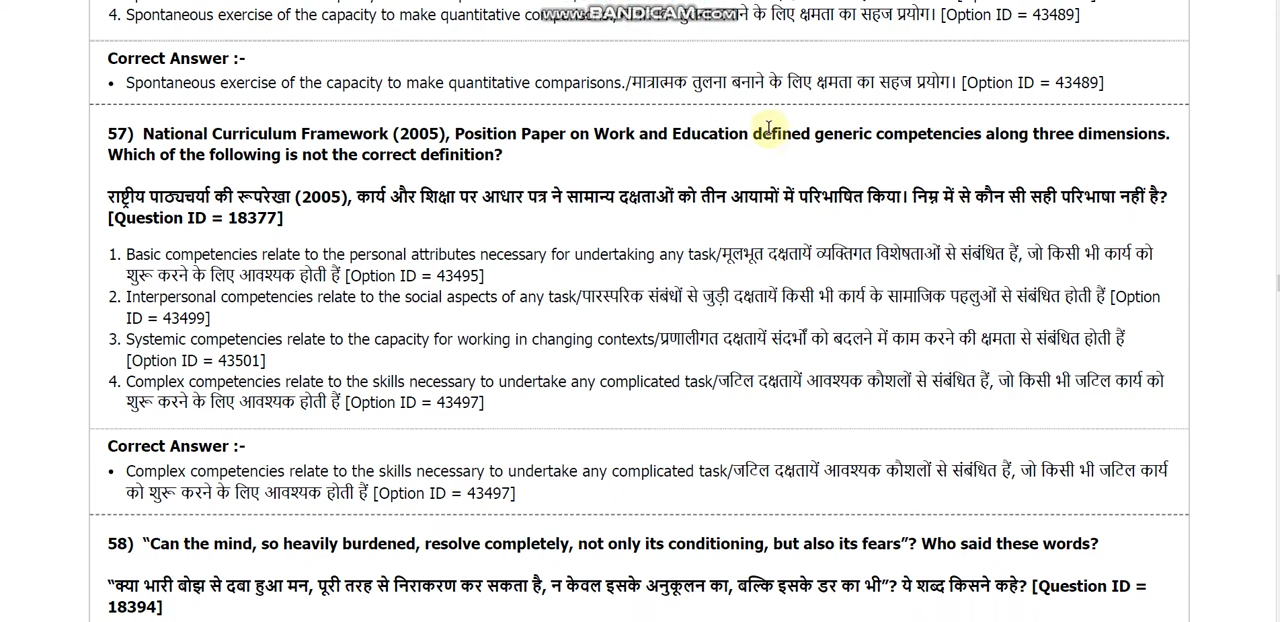 4. Spontaneous exercise of the capacity to make quantitative के लिए क्षमता का सहज प्रयोग। [Option ID = 43489]
www.BANDICAM.com
Correct Answer :-
• Spontaneous exercise of the capacity to make quantitative comparisons./मात्रात्मक तुलना बनाने के लिए क्षमता का सहज प्रयोग। [Option ID = 43489]
57) National Curriculum Framework (2005), Position Paper on Work and Education defined generic competencies along three dimensions.
Which of the following is not the correct definition?
राष्ट्रीय पाठ्यचर्या की रूपरेखा (2005), कार्य और शिक्षा पर आधार पत्र ने सामान्य दक्षताओं को तीन आयामों में परिभाषित किया। निम्न में से कौन सी सही परिभाषा नहीं है?
[Question ID = 18377]
1. Basic competencies relate to the personal attributes necessary for undertaking any task/मूलभूत दक्षतायें व्यक्तिगत विशेषताओं से संबंधित हैं, जो किसी भी कार्य को
शुरू करने के लिए आवश्यक होती हैं [Option ID = 43495]
2. Interpersonal competencies relate to the social aspects of any task/पारस्परिक संबंधों से जुड़ी दक्षतायें किसी भी कार्य के सामाजिक पहलुओं से संबंधित होती हैं [Option
ID = 43499]
3. Systemic competencies relate to the capacity for working in changing contexts/प्रणालीगत दक्षतायें संदर्भों को बदलने में काम करने की क्षमता से संबंधित होती हैं
[Option ID = 43501]
4. Complex competencies relate to the skills necessary to undertake any complicated task/जटिल दक्षतायें आवश्यक कौशलों से संबंधित हैं, जो किसी भी जटिल कार्य को
शुरू करने के लिए आवश्यक होती हैं [Option ID = 43497]
Correct Answer :-
• Complex competencies relate to the skills necessary to undertake any complicated task/जटिल दक्षतायें आवश्यक कौशलों से संबंधित हैं, जो किसी भी जटिल कार्य
को शुरू करने के लिए आवश्यक होती हैं [Option ID = 43497]
58) “Can the mind, so heavily burdened, resolve completely, not only its conditioning, but also its fears”? Who said these words?
“क्या भारी बोझ से दबा हुआ मन, पूरी तरह से निराकरण कर सकता है, न केवल इसके अनुकूलन का, बल्कि इसके डर का भी”? ये शब्द किसने कहे? [Question ID =
18394]